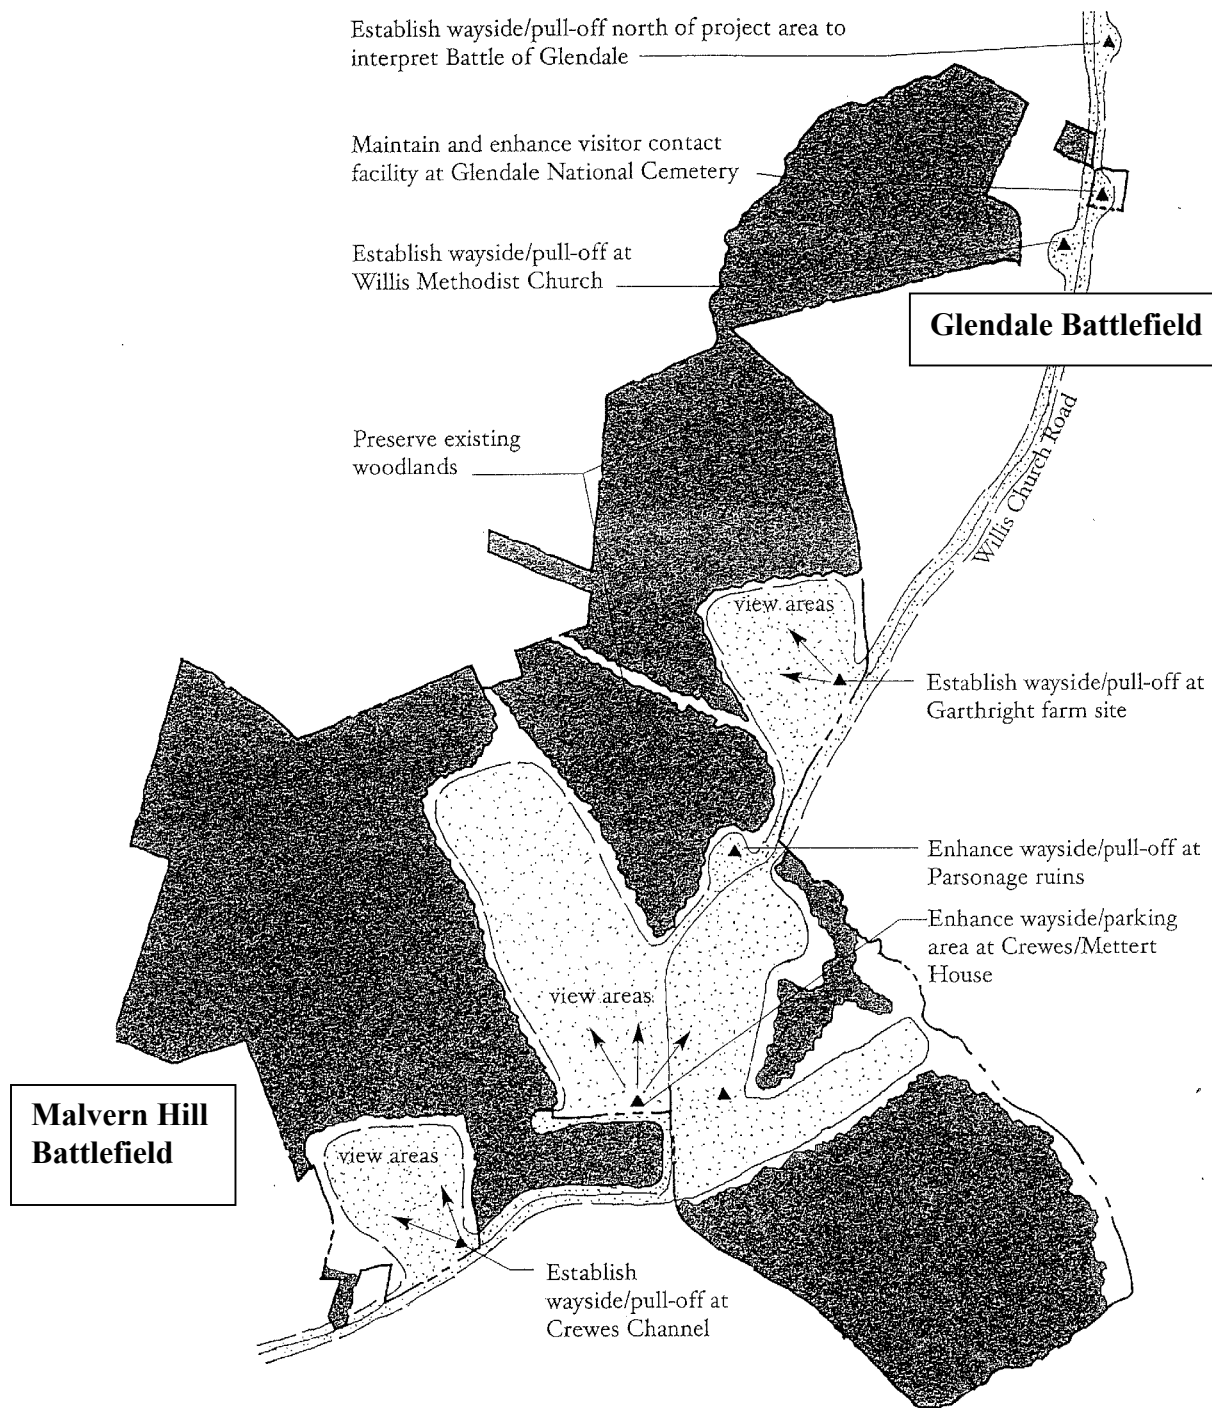 Establish wayside/pull-off north of project area to
interpret Battle of Glendale
Maintain and enhance visitor contact
facility at Glendale National Cemetery
Establish wayside/pull-off at
Willis Methodist Church
Glendale Battlefield
Willis Church Road
Preserve existing
woodlands
view areas
Establish wayside/pull-off at
Garthright farm site
Enhance wayside/pull-off at
Parsonage ruins
Enhance wayside/parking
area at Crewes/Mettert
House
view areas
Malvern Hill
Battlefield
view areas
Establish
wayside/pull-off at
Crewes Channel